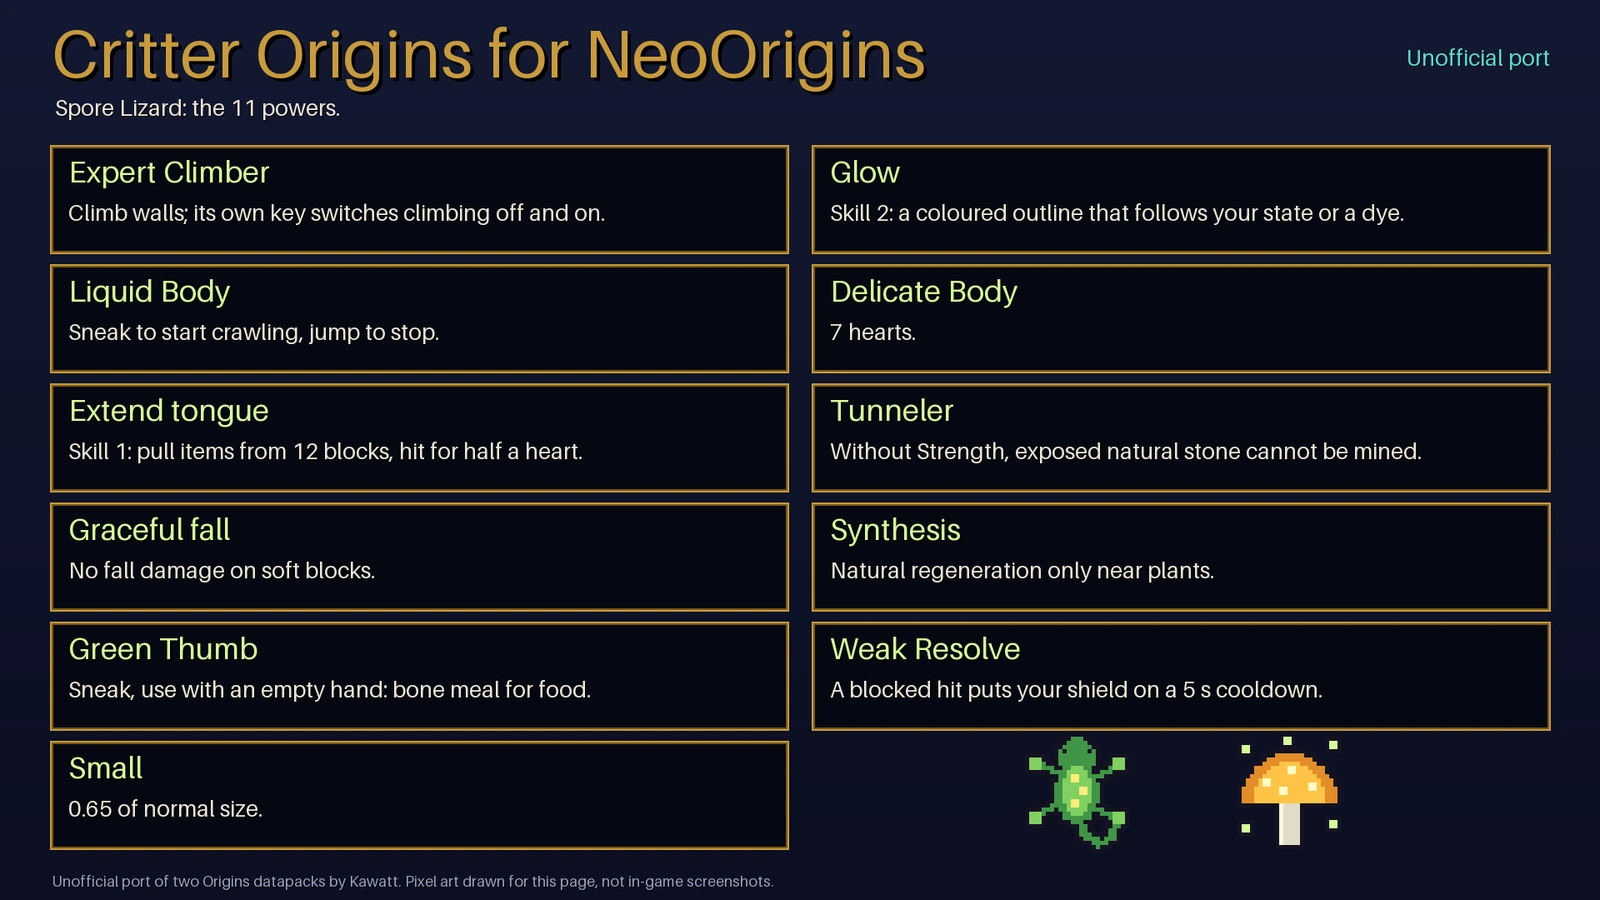 Critter Origins for NeoOrigins
Unofficial port
Spore Lizard: the 11 powers.
Expert Climber
Climb walls; its own key switches climbing off and on.
Liquid Body
Sneak to start crawling, jump to stop.
Extend tongue
Skill 1: pull items from 12 blocks, hit for half a heart.
Graceful fall
No fall damage on soft blocks.
Green Thumb
Sneak, use with an empty hand: bone meal for food.
Small
0.65 of normal size.
Glow
Skill 2: a coloured outline that follows your state or a dye.
Delicate Body
7 hearts.
Tunneler
Without Strength, exposed natural stone cannot be mined.
Synthesis
Natural regeneration only near plants.
Weak Resolve
A blocked hit puts your shield on a 5 s cooldown.
Unofficial port of two Origins datapacks by Kawatt. Pixel art drawn for this page, not in-game screenshots.